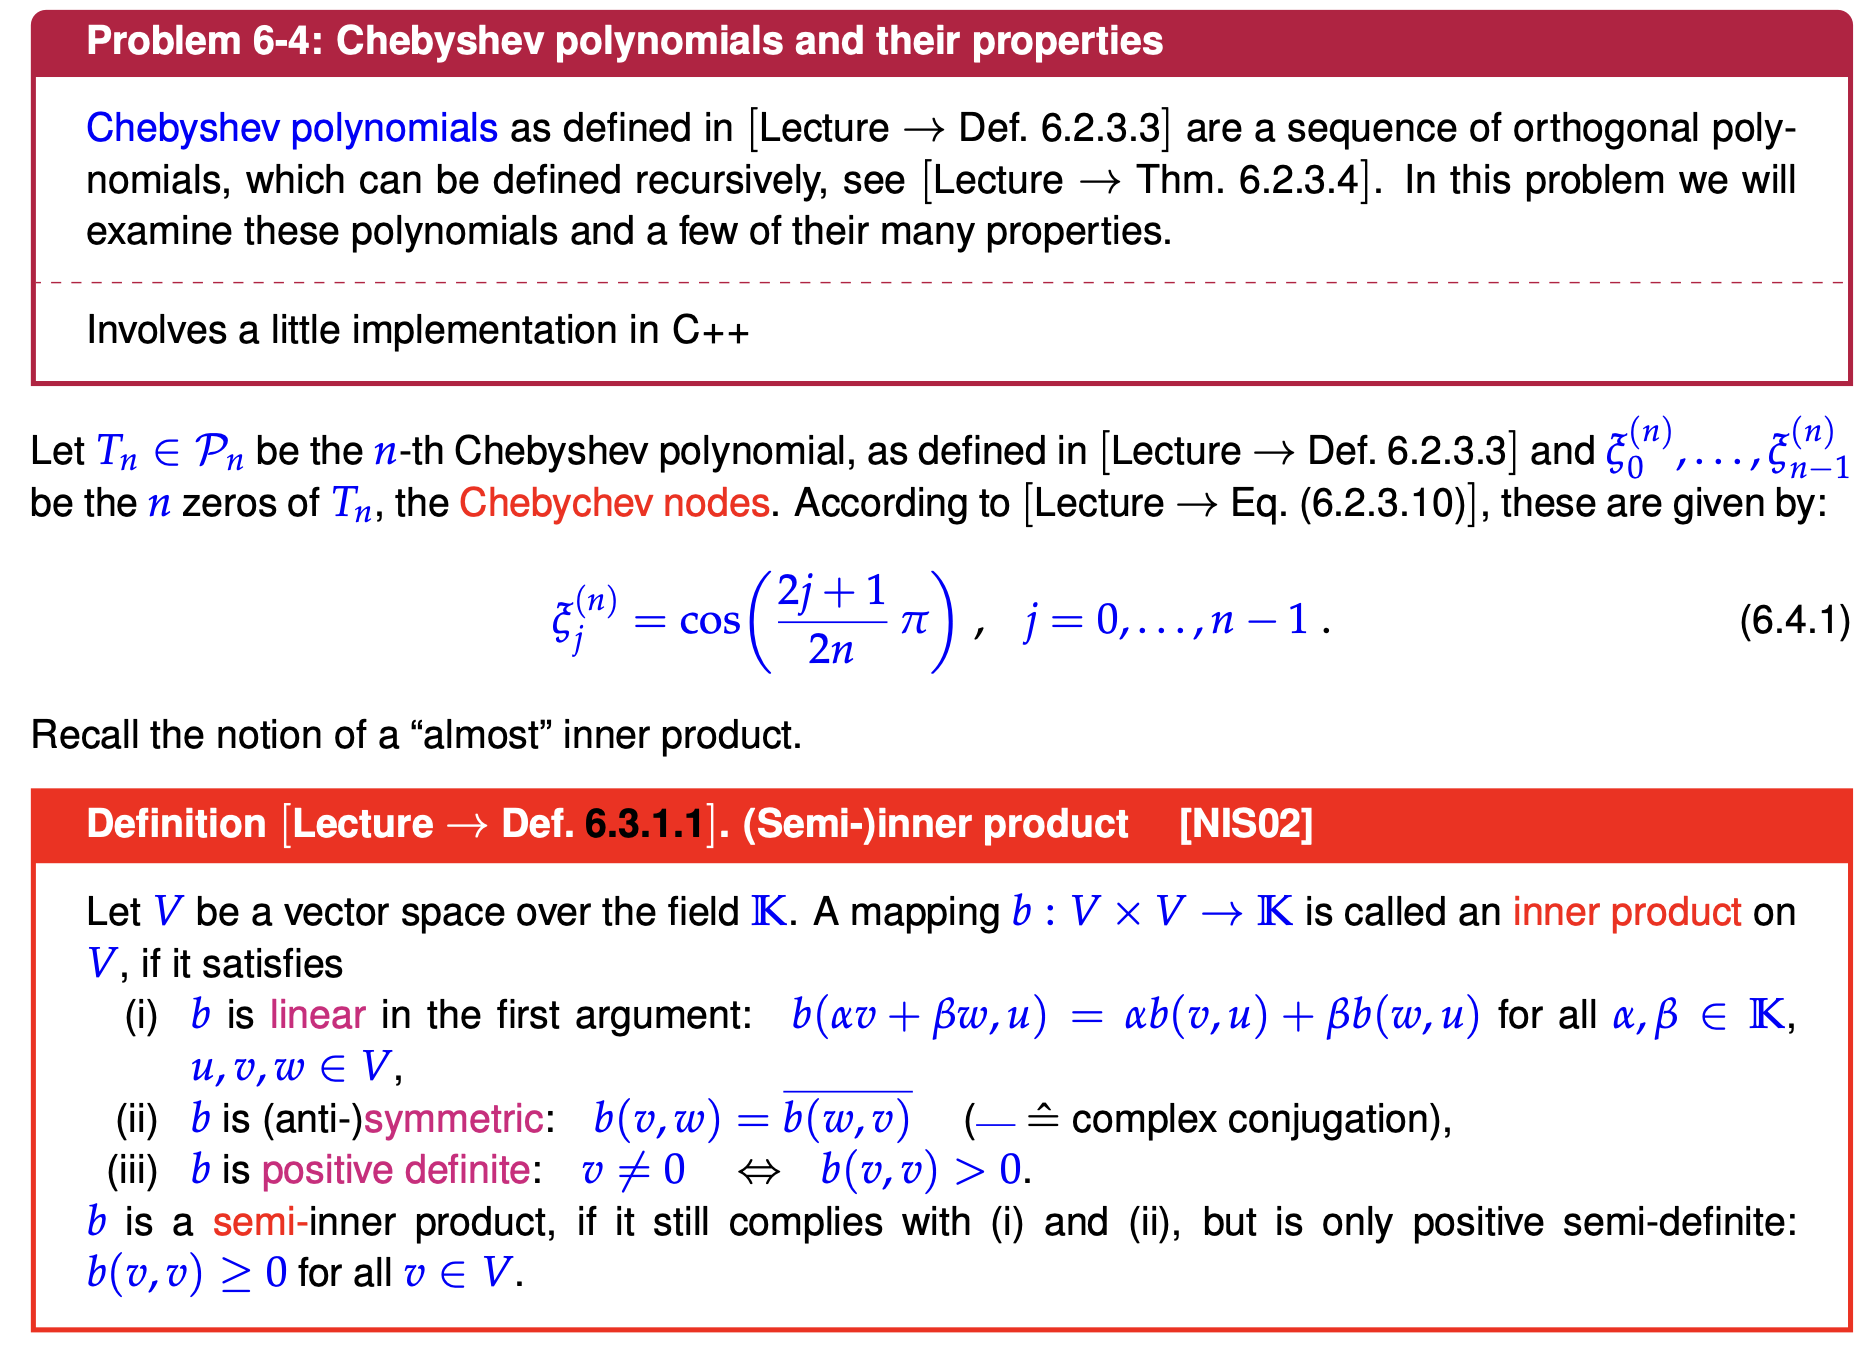 Problem 6-4: Chebyshev polynomials and their properties
Chebyshev polynomials as defined in [Lecture → Def. 6.2.3.3] are a sequence of orthogonal poly-
nomials, which can be defined recursively, see [Lecture → Thm. 6.2.3.4]. In this problem we will
examine these polynomials and a few of their many properties.
Involves a little implementation in C++
Let $T_n \in \mathcal{P}_n$ be the $n$-th Chebyshev polynomial, as defined in [Lecture → Def. 6.2.3.3] and $\xi_0^{(n)}, \ldots, \xi_{n-1}^{(n)}$
be the $n$ zeros of $T_n$, the Chebychev nodes. According to [Lecture → Eq. (6.2.3.10)], these are given by:
$\xi_j^{(n)} = \cos\left(\frac{2j+1}{2n}\pi\right) , \quad j = 0, \ldots, n-1 .$ (6.4.1)
Recall the notion of a “almost” inner product.
Definition [Lecture → Def. 6.3.1.1]. (Semi-)inner product [NIS02]
Let $V$ be a vector space over the field $\mathbb{K}$. A mapping $b : V \times V \to \mathbb{K}$ is called an inner product on
$V$, if it satisfies
(i) $b$ is linear in the first argument: $b(\alpha v + \beta w, u) = \alpha b(v, u) + \beta b(w, u)$ for all $\alpha, \beta \in \mathbb{K}$,
$u, v, w \in V$,
(ii) $b$ is (anti-)symmetric: $b(v, w) = \overline{b(w, v)}$ (— ≙ complex conjugation),
(iii) $b$ is positive definite: $v \neq 0 \Leftrightarrow b(v, v) > 0$.
$b$ is a semi-inner product, if it still complies with (i) and (ii), but is only positive semi-definite:
$b(v, v) \geq 0$ for all $v \in V$.